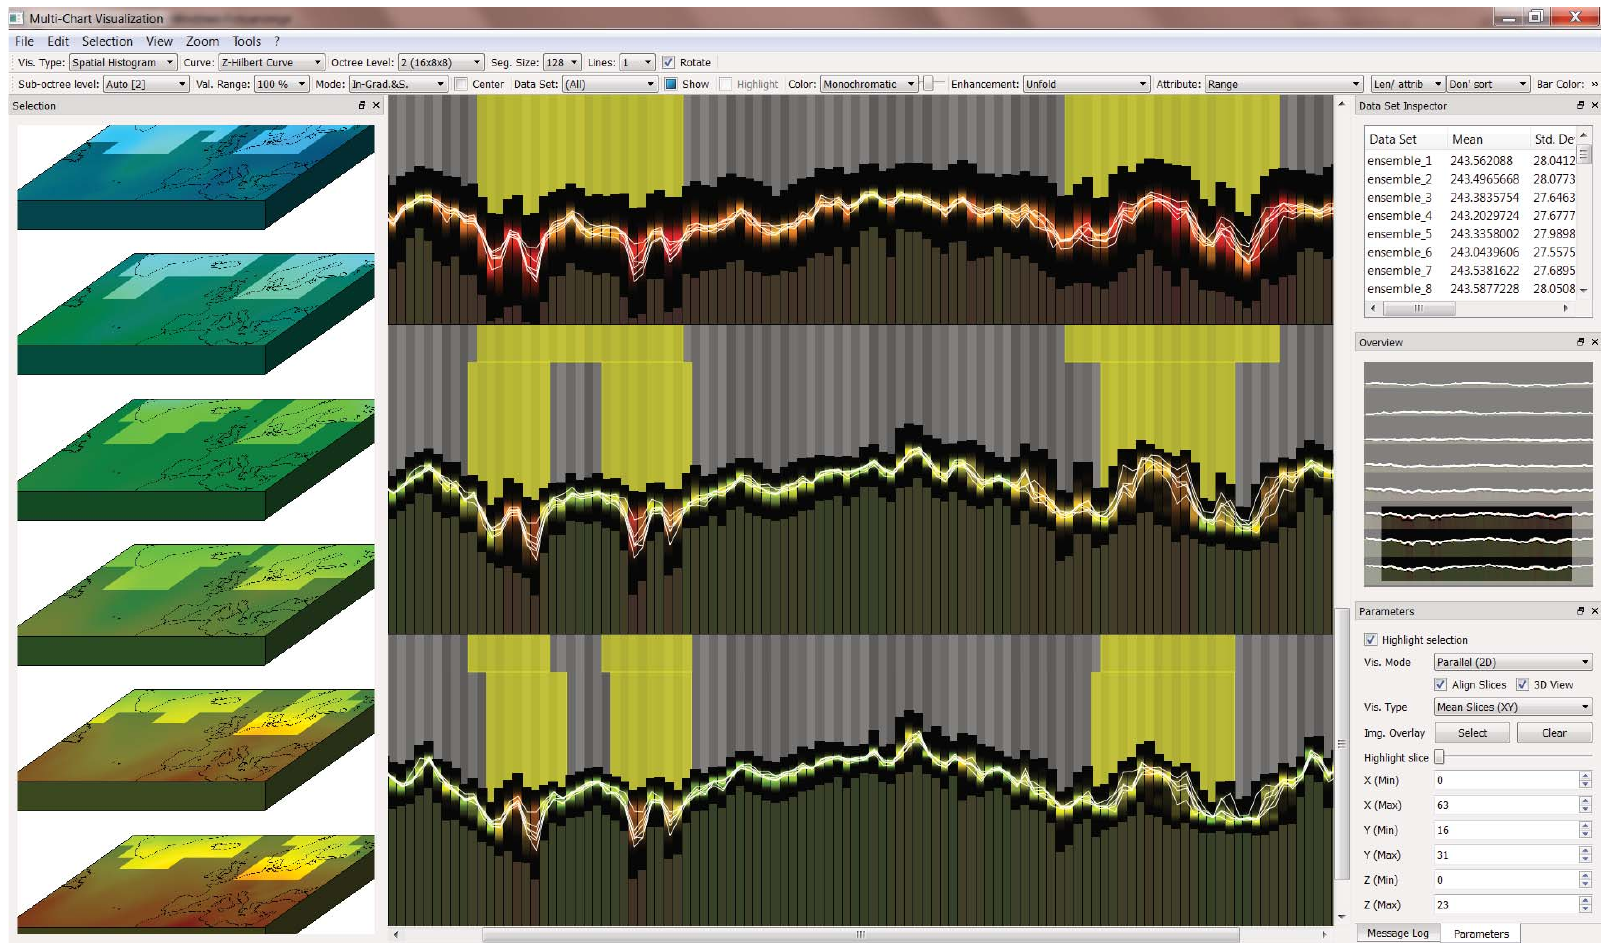 Multi-Chart Visualization
File Edit Selection View Zoom Tools ?
Vis. Type: Spatial Histogram Curve: Z-Hilbert Curve Octree Level: 2 (16x8x8) Seg. Size: 128 Lines: 1 Rotate
Sub-octree level: Auto [2] Val. Range: 100 % Mode: In-Grad.&S. Center Data Set: (All) Show Highlight Color: Monochromatic Enhancement: Unfold Attribute: Range Len/ attrib Don' sort Bar Color: »
Selection
Data Set Inspector
Data Set Mean Std. De
ensemble_1 243.562088 28.0412
ensemble_2 243.4965668 28.0773
ensemble_3 243.3835754 27.6463
ensemble_4 243.2029724 27.6777
ensemble_5 243.3358002 27.9898
ensemble_6 243.0439606 27.5575
ensemble_7 243.5381622 27.6895
ensemble_8 243.5877228 28.0508
Overview
Parameters
Highlight selection
Vis. Mode Parallel (2D)
Align Slices 3D View
Vis. Type Mean Slices (XY)
Img. Overlay Select Clear
Highlight slice
X (Min) 0
X (Max) 63
Y (Min) 16
Y (Max) 31
Z (Min) 0
Z (Max) 23
Message Log Parameters